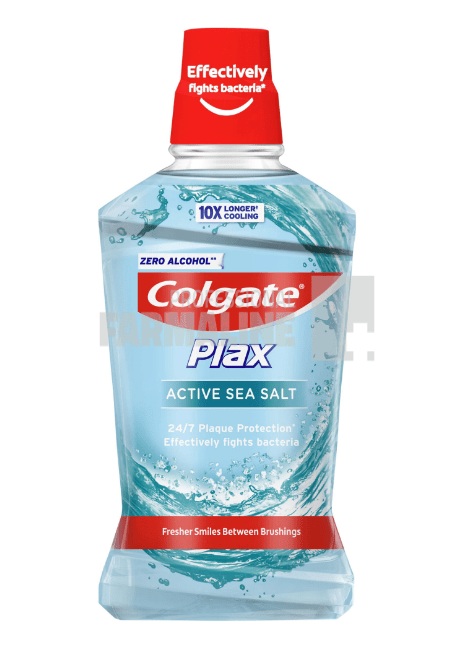 Effectively
fights bacteria*
10X LONGER‡
COOLING
ZERO ALCOHOL**
Colgate®
FARMALINE
Plax
ACTIVE SEA SALT
24/7 Plaque Protection*
Effectively fights bacteria
Fresher Smiles Between Brushings